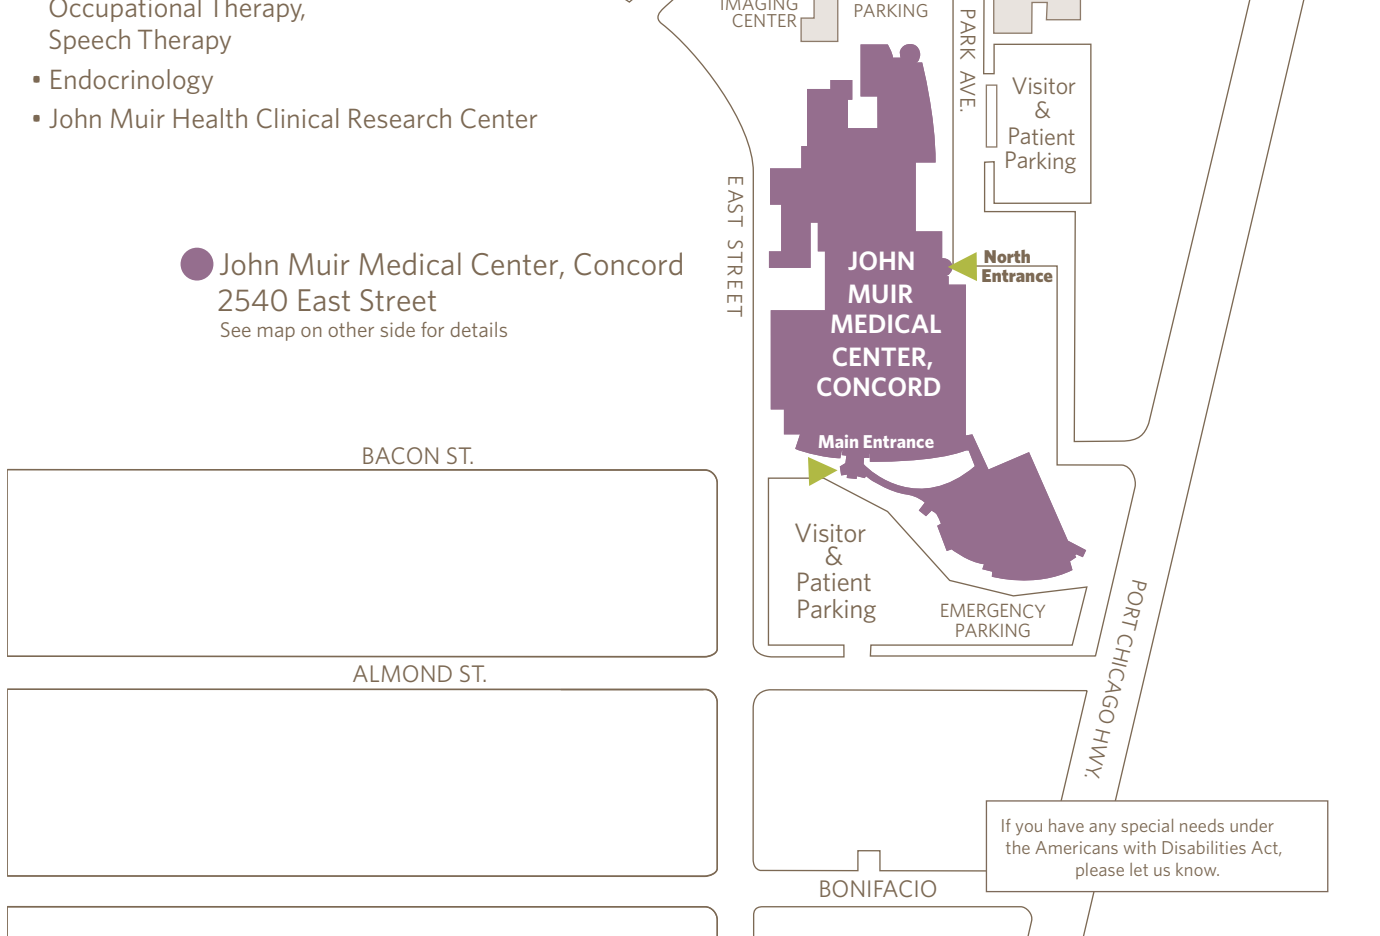 Occupational Therapy,
Speech Therapy
• Endocrinology
• John Muir Health Clinical Research Center
John Muir Medical Center, Concord
2540 East Street
See map on other side for details
IMAGING
CENTER
PARKING
PARK AVE.
Visitor
&
Patient
Parking
EAST STREET
JOHN
MUIR
MEDICAL
CENTER,
CONCORD
North
Entrance
Main Entrance
BACON ST.
Visitor
&
Patient
Parking
EMERGENCY
PARKING
PORT CHICAGO HWY.
ALMOND ST.
If you have any special needs under
the Americans with Disabilities Act,
please let us know.
BONIFACIO